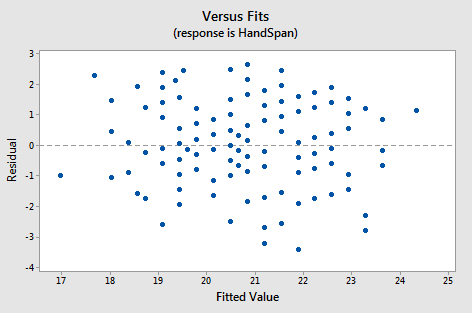 Versus Fits
(response is HandSpan)
3
2
1
0
-1
-2
-3
-4
Residual
17 18 19 20 21 22 23 24 25
Fitted Value